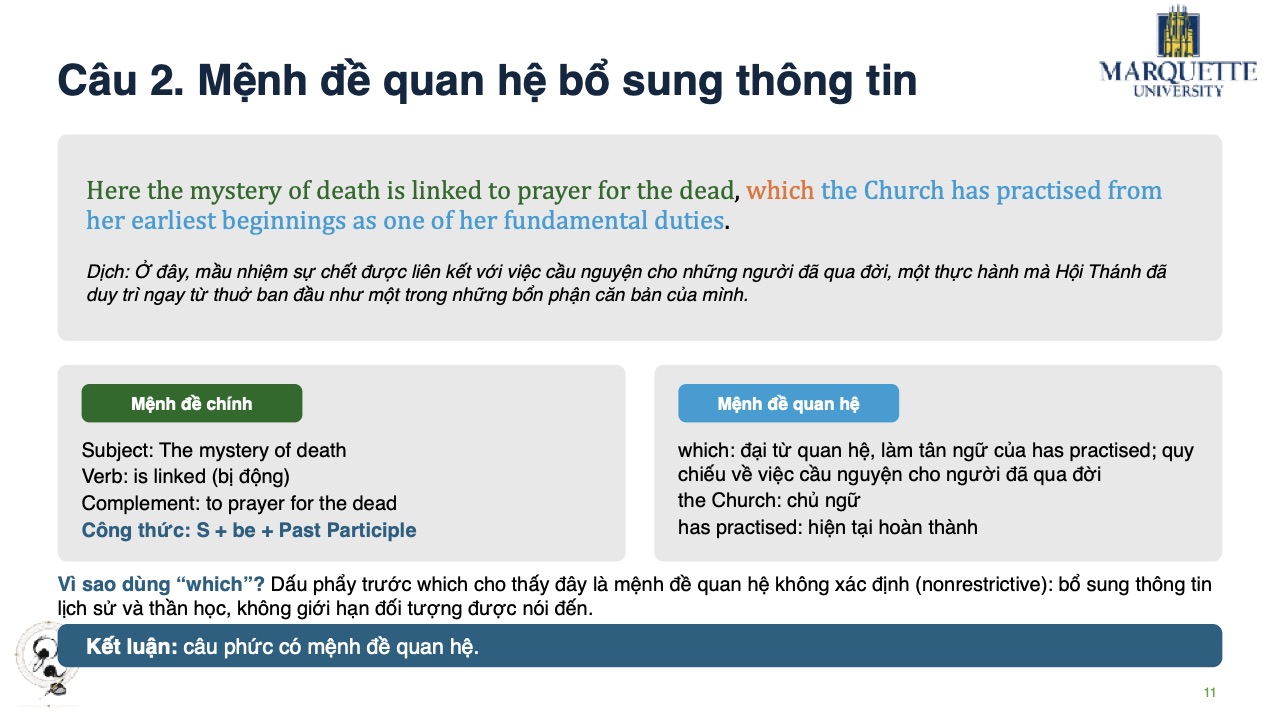 MARQUETTE
UNIVERSITY
Câu 2. Mệnh đề quan hệ bổ sung thông tin
Here the mystery of death is linked to prayer for the dead, which the Church has practised from
her earliest beginnings as one of her fundamental duties.
Dịch: Ở đây, mầu nhiệm sự chết được liên kết với việc cầu nguyện cho những người đã qua đời, một thực hành mà Hội Thánh đã
duy trì ngay từ thuở ban đầu như một trong những bổn phận căn bản của mình.
Mệnh đề chính
Subject: The mystery of death
Verb: is linked (bị động)
Complement: to prayer for the dead
Công thức: S + be + Past Participle
Mệnh đề quan hệ
which: đại từ quan hệ, làm tân ngữ của has practised; quy
chiếu về việc cầu nguyện cho người đã qua đời
the Church: chủ ngữ
has practised: hiện tại hoàn thành
Vì sao dùng “which”? Dấu phẩy trước which cho thấy đây là mệnh đề quan hệ không xác định (nonrestrictive): bổ sung thông tin
lịch sử và thần học, không giới hạn đối tượng được nói đến.
Kết luận: câu phức có mệnh đề quan hệ.
11